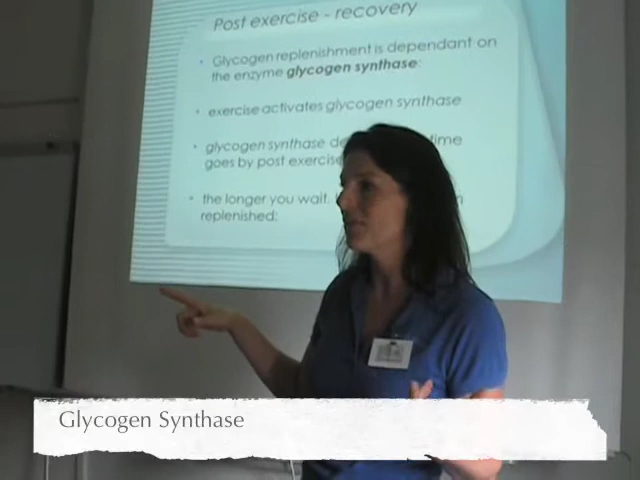 Post exercise - recovery
Glycogen replenishment is dependant on
the enzyme glycogen synthase:
exercise activates glycogen synthase
glycogen synthase time
goes by post exercise
the longer you wait.
replenished:
Glycogen Synthase